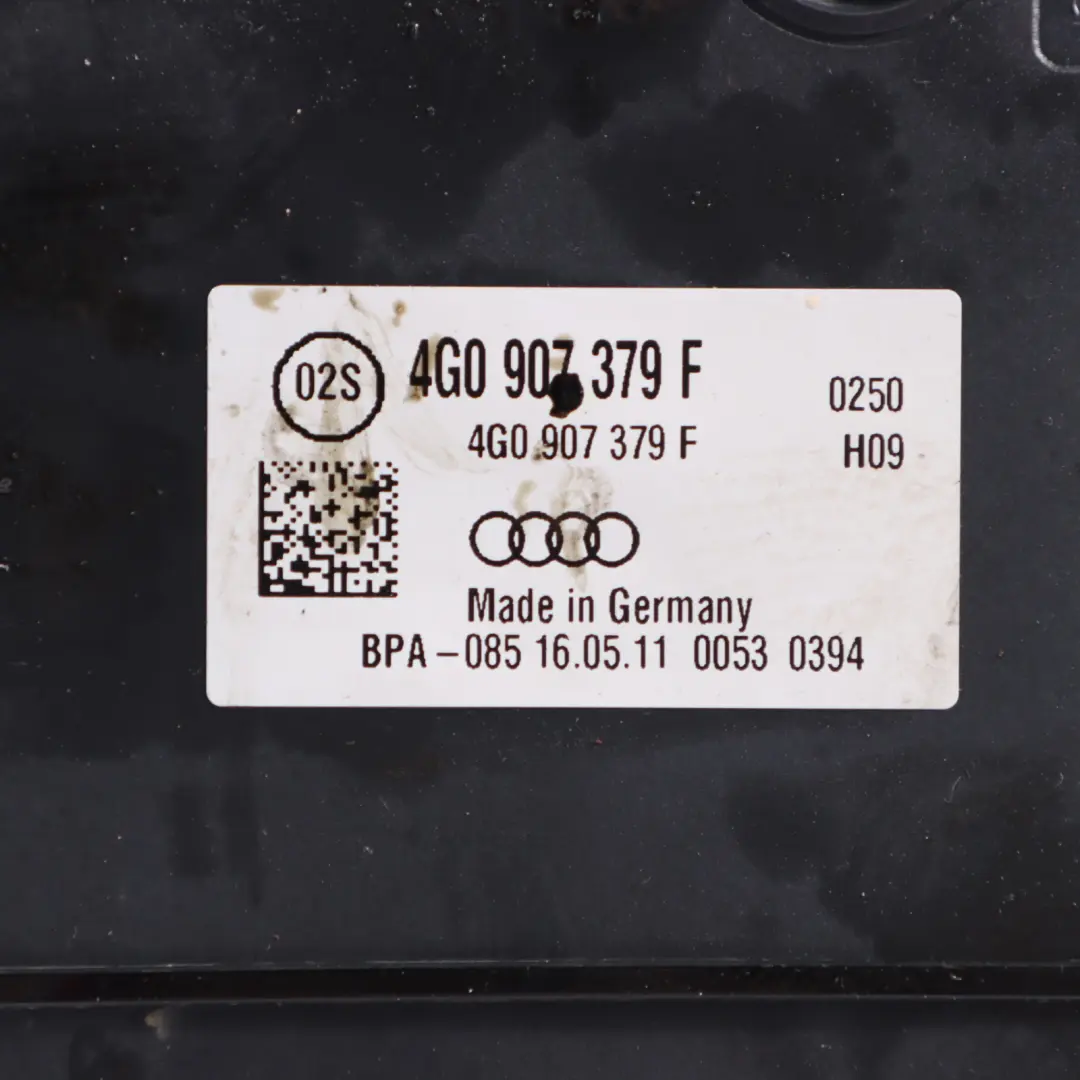 02S 4G0 907 379 F 0250
4G0 907 379 F H09
Made in Germany
BPA-085 16.05.11 0053 0394